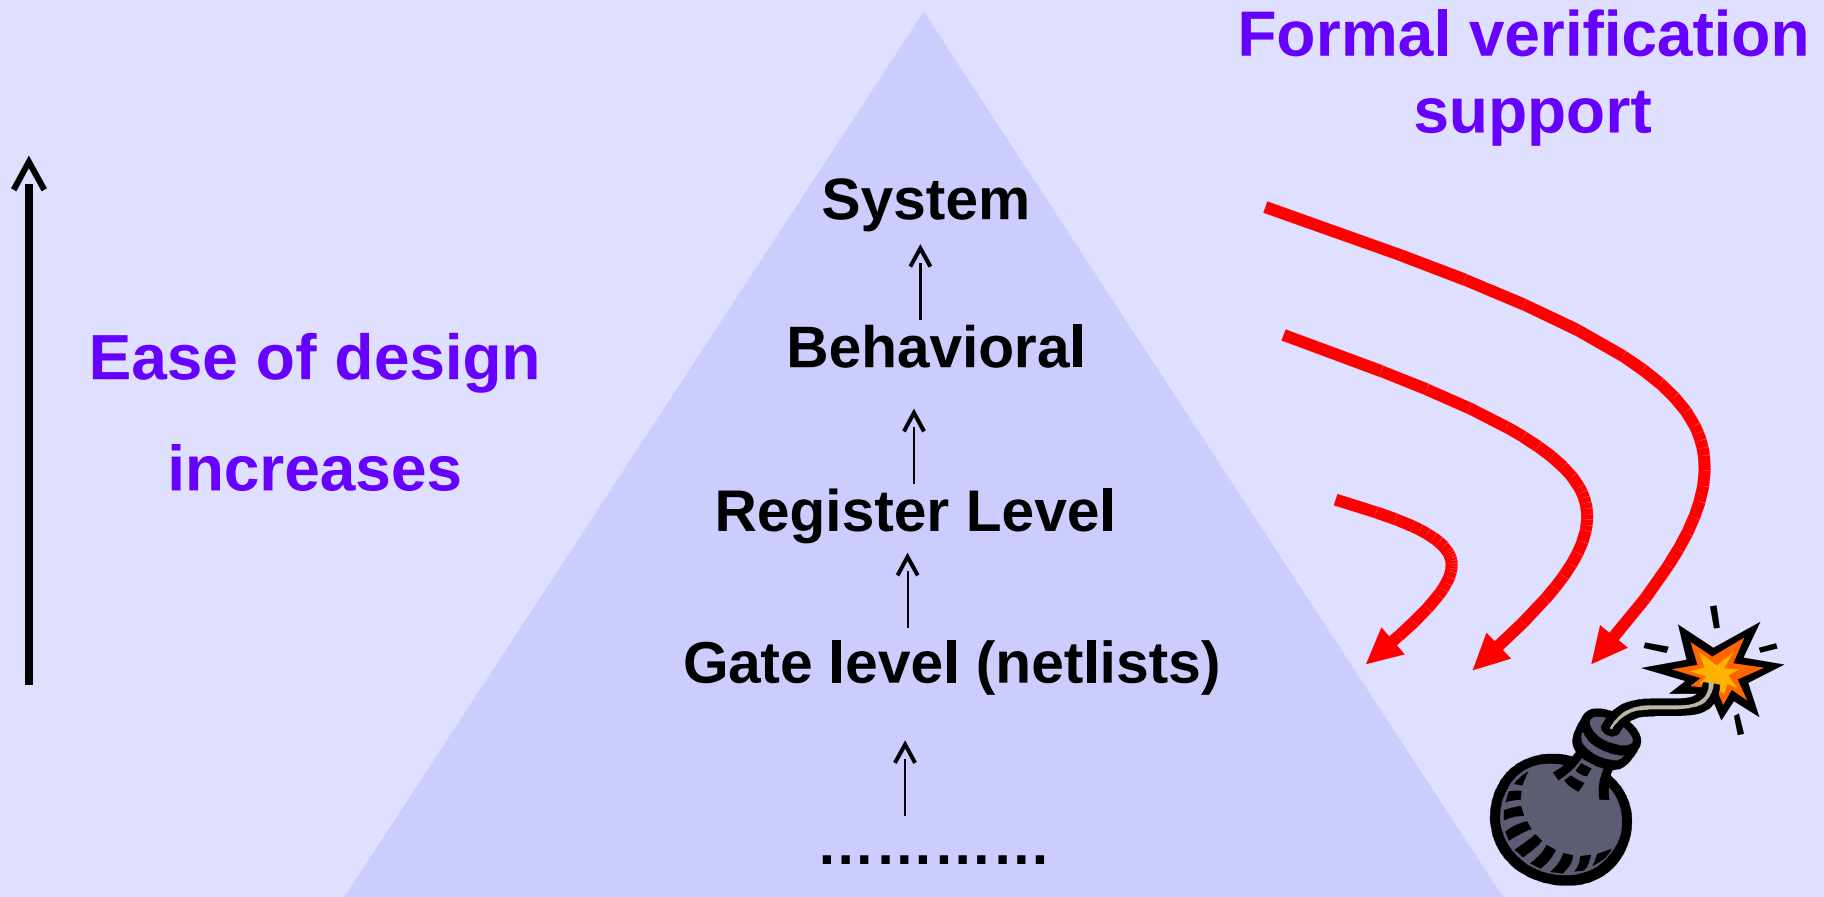 Formal verification
support
System
Ease of design
increases
Behavioral
Register Level
Gate level (netlists)
…………